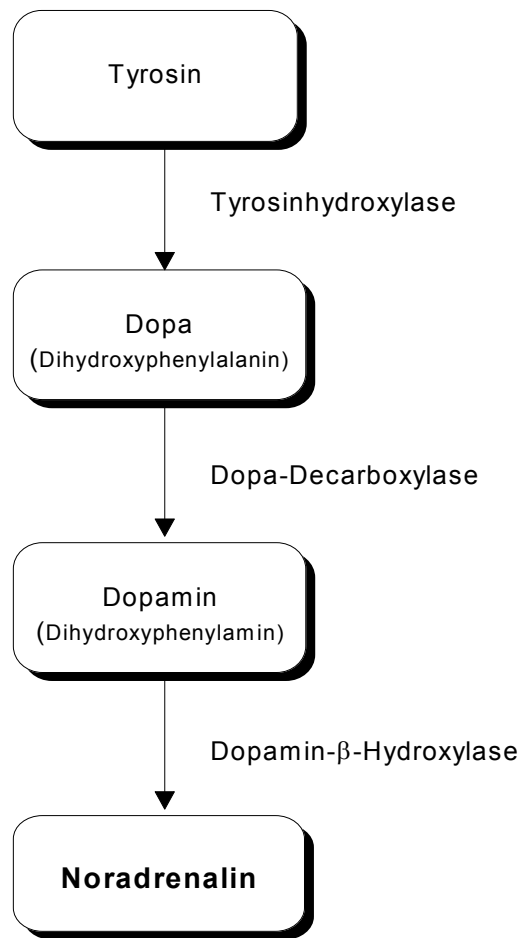 Tyrosin
Tyrosinhydroxylase
Dopa
(Dihydroxyphenylalanin)
Dopa-Decarboxylase
Dopamin
(Dihydroxyphenylamin)
Dopamin-β-Hydroxylase
Noradrenalin